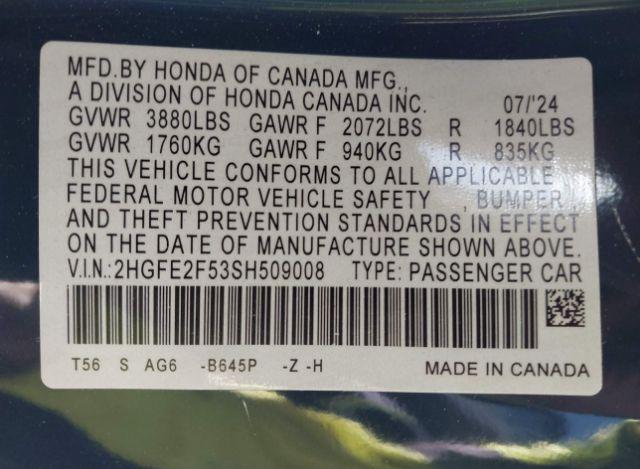 MFD.BY HONDA OF CANADA MFG.,
A DIVISION OF HONDA CANADA INC. 07/'24
GVWR 3880LBS GAWR F 2072LBS R 1840LBS
GVWR 1760KG GAWR F 940KG R 835KG
THIS VEHICLE CONFORMS TO ALL APPLICABLE
FEDERAL MOTOR VEHICLE SAFETY , BUMPER ,
AND THEFT PREVENTION STANDARDS IN EFFECT
ON THE DATE OF MANUFACTURE SHOWN ABOVE.
V.I.N.:2HGFE2F53SH509008 TYPE: PASSENGER CAR
T56 S AG6 -B645P -Z -H MADE IN CANADA